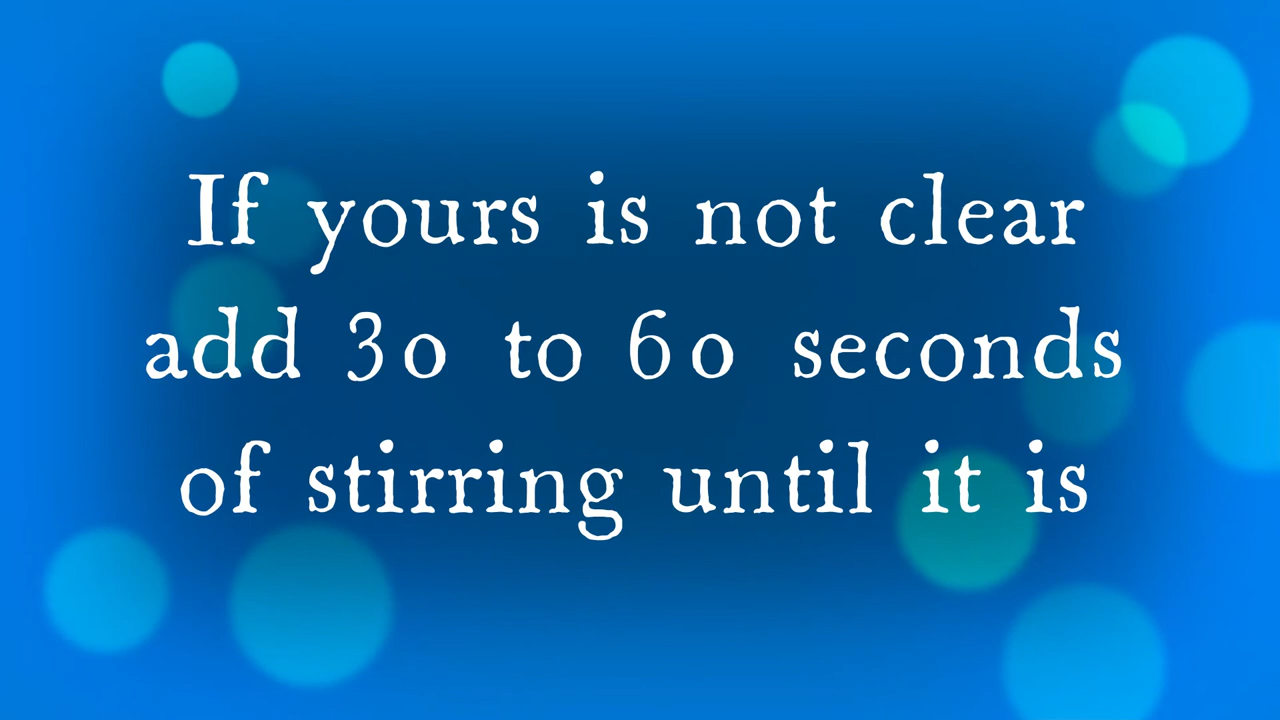 If yours is not clear
add 30 to 60 seconds
of stirring until it is